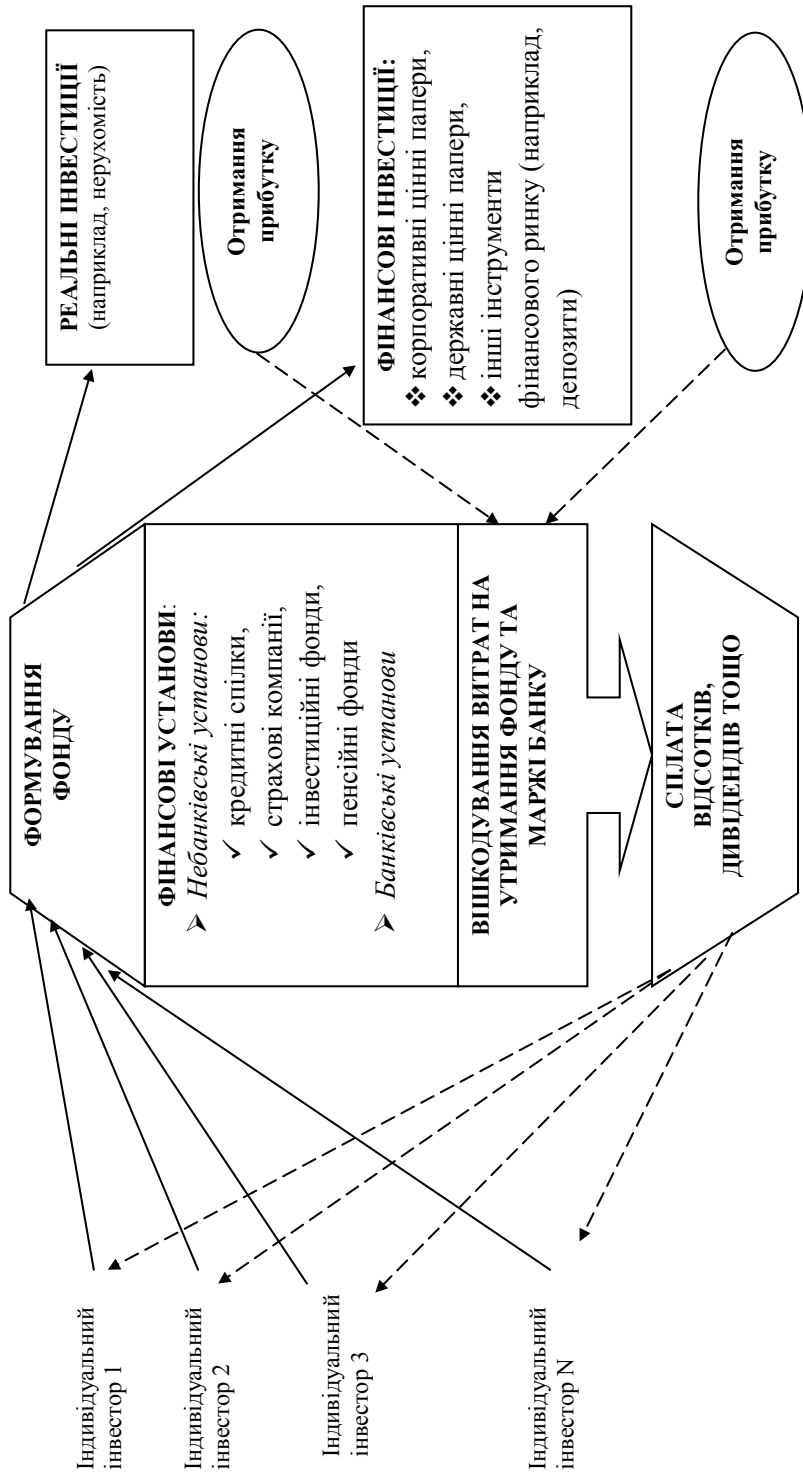 Індивідуальний
інвестор 1
Індивідуальний
інвестор 2
Індивідуальний
інвестор 3
Індивідуальний
інвестор N
ФОРМУВАННЯ
ФОНДУ
ФІНАНСОВІ УСТАНОВИ:
➢ Небанківські установи:
✓ кредитні спілки,
✓ страхові компанії,
✓ інвестиційні фонди,
✓ пенсійні фонди
➢ Банківські установи
ВІШКОДУВАННЯ ВИТРАТ НА
УТРИМАННЯ ФОНДУ ТА
МАРЖІ БАНКУ
СПЛАТА
ВІДСОТКІВ,
ДИВІДЕНДІВ ТОЩО
РЕАЛЬНІ ІНВЕСТИЦІЇ
(наприклад, нерухомість)
Отримання
прибутку
ФІНАНСОВІ ІНВЕСТИЦІЇ:
❖ корпоративні цінні папери,
❖ державні цінні папери,
❖ інші інструменти
фінансового ринку (наприклад,
депозити)
Отримання
прибутку